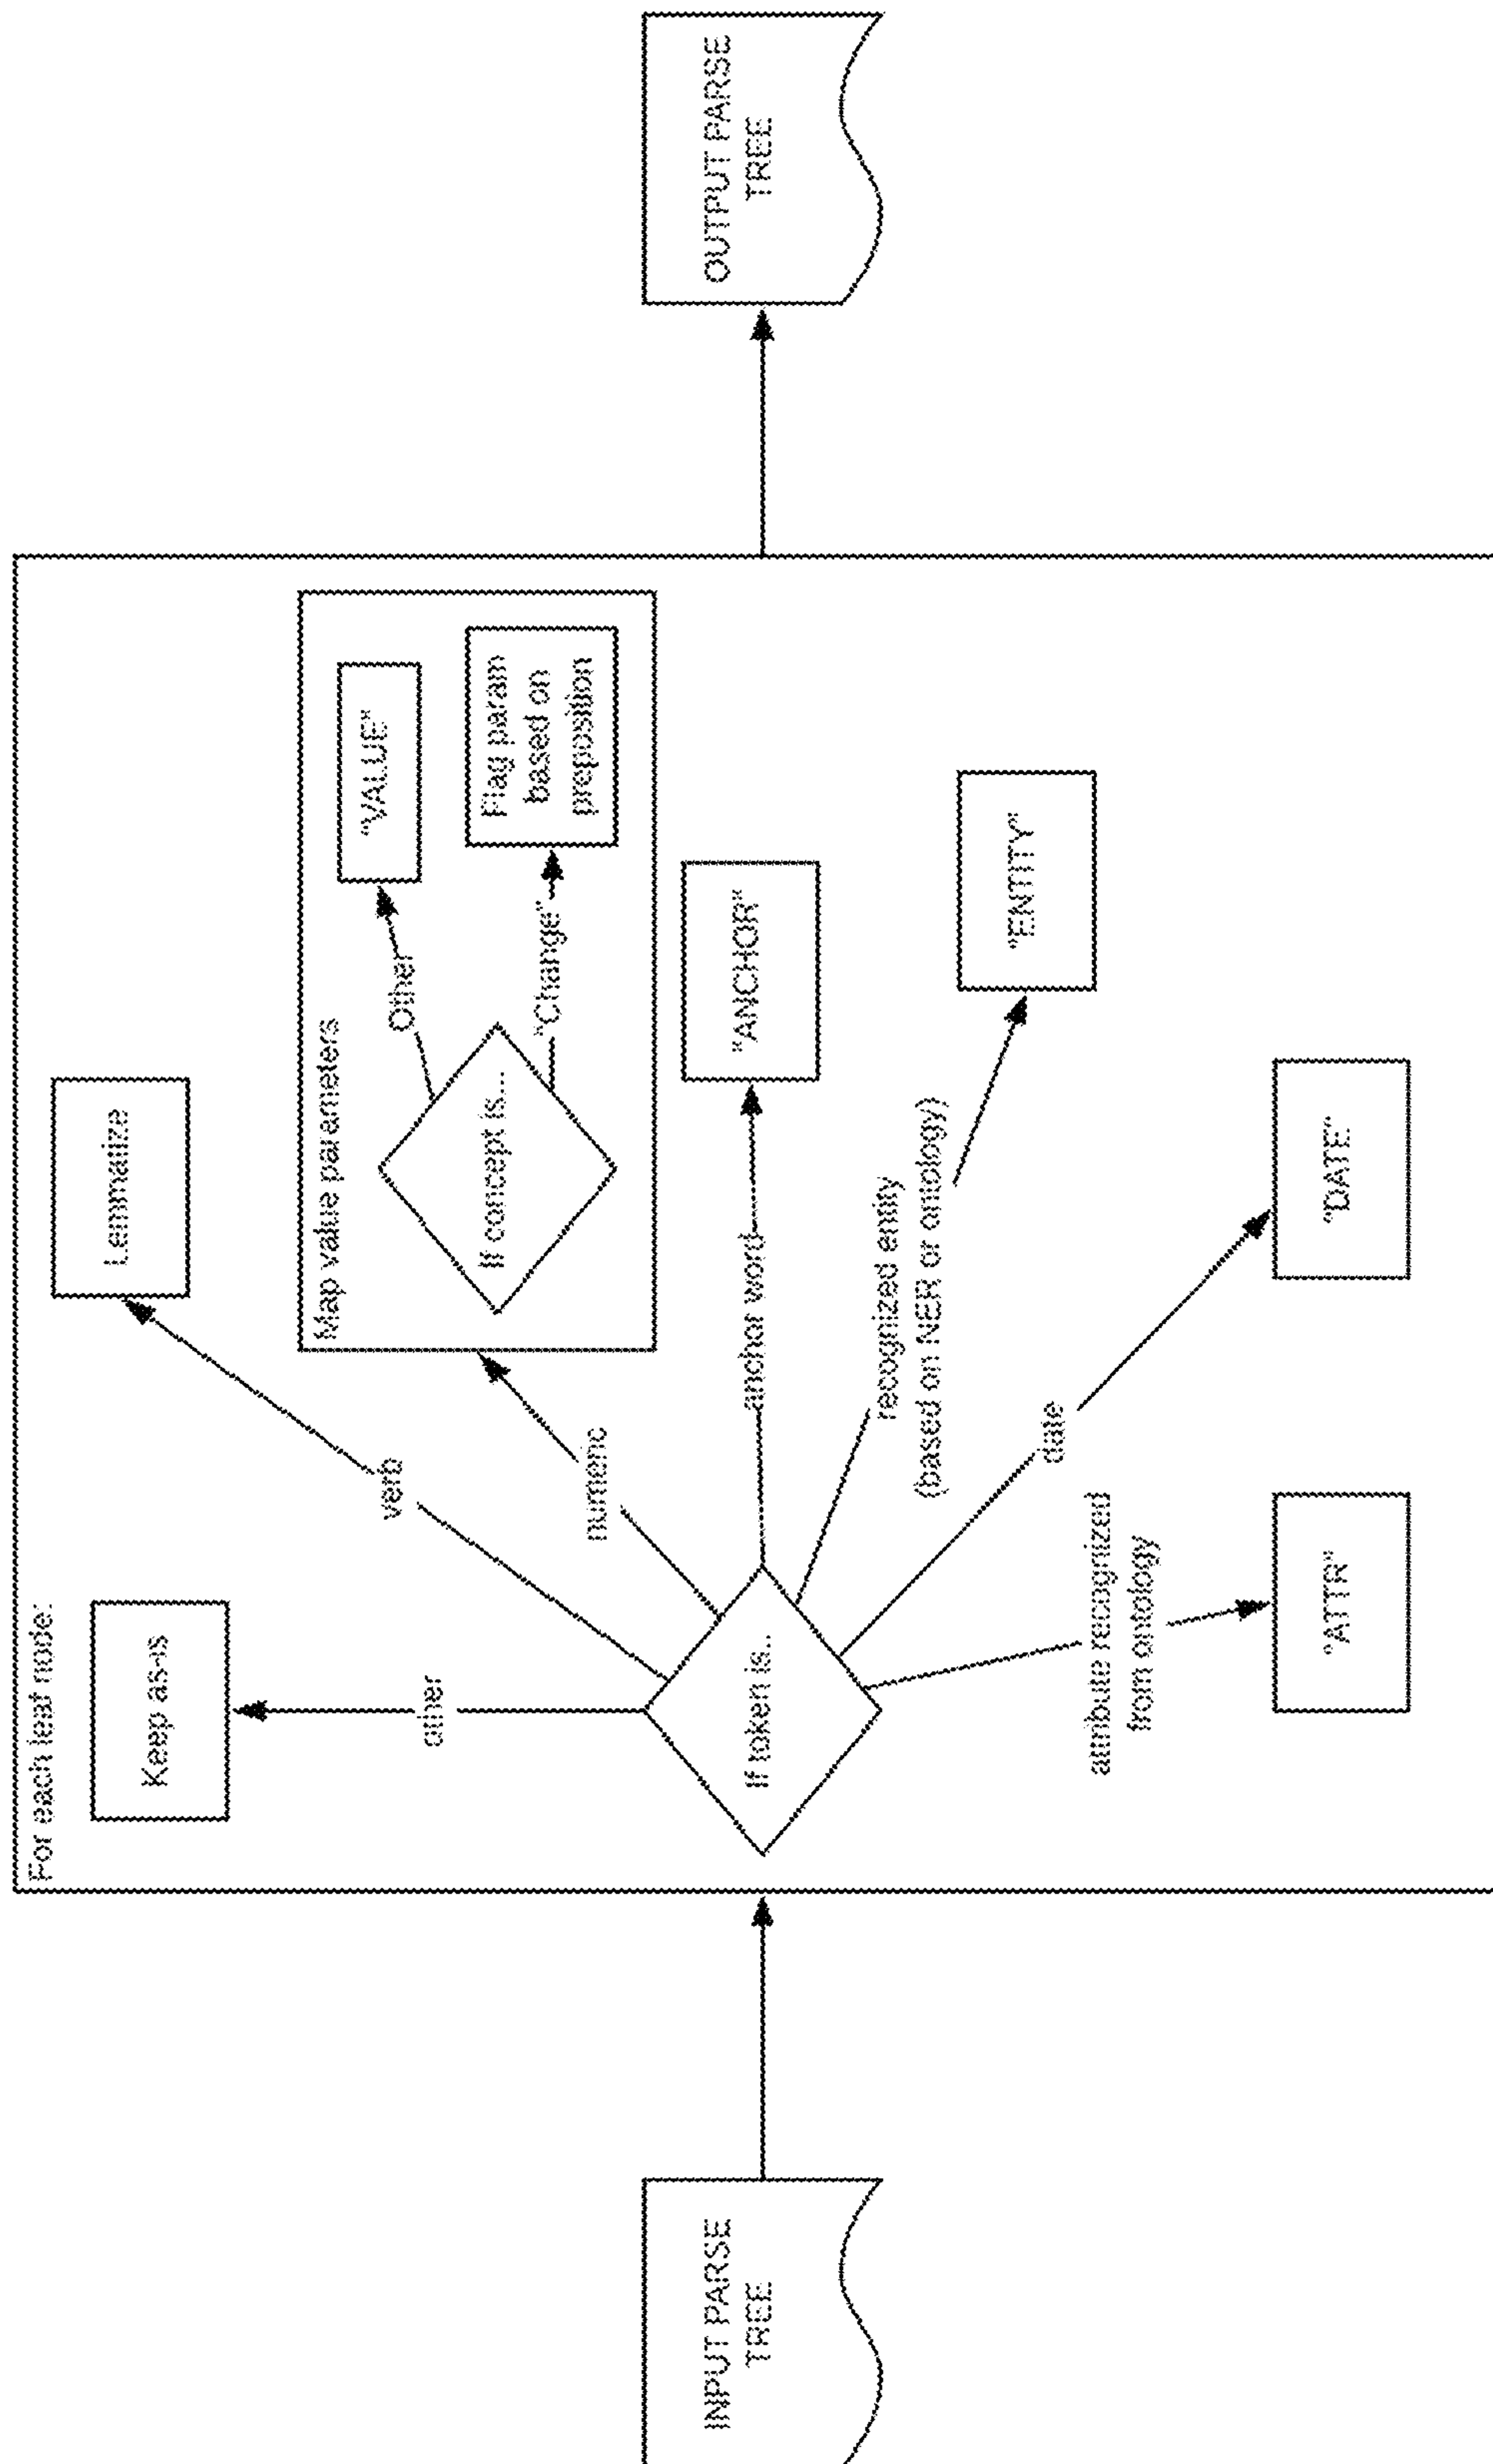 INPUT PARSE
TREE
For each leaf node:
Keep as-is
other
verb
Lemmatize
If token is..
numeric
Map value parameters
If concept is...
Other
"VALUE"
"Change"
Flag param
based on
preposition
anchor word
"ANCHOR"
recognized entity
(based on NER or ontology)
"ENTITY"
date
"DATE"
attribute recognized
from ontology
"ATTR"
OUTPUT PARSE
TREE